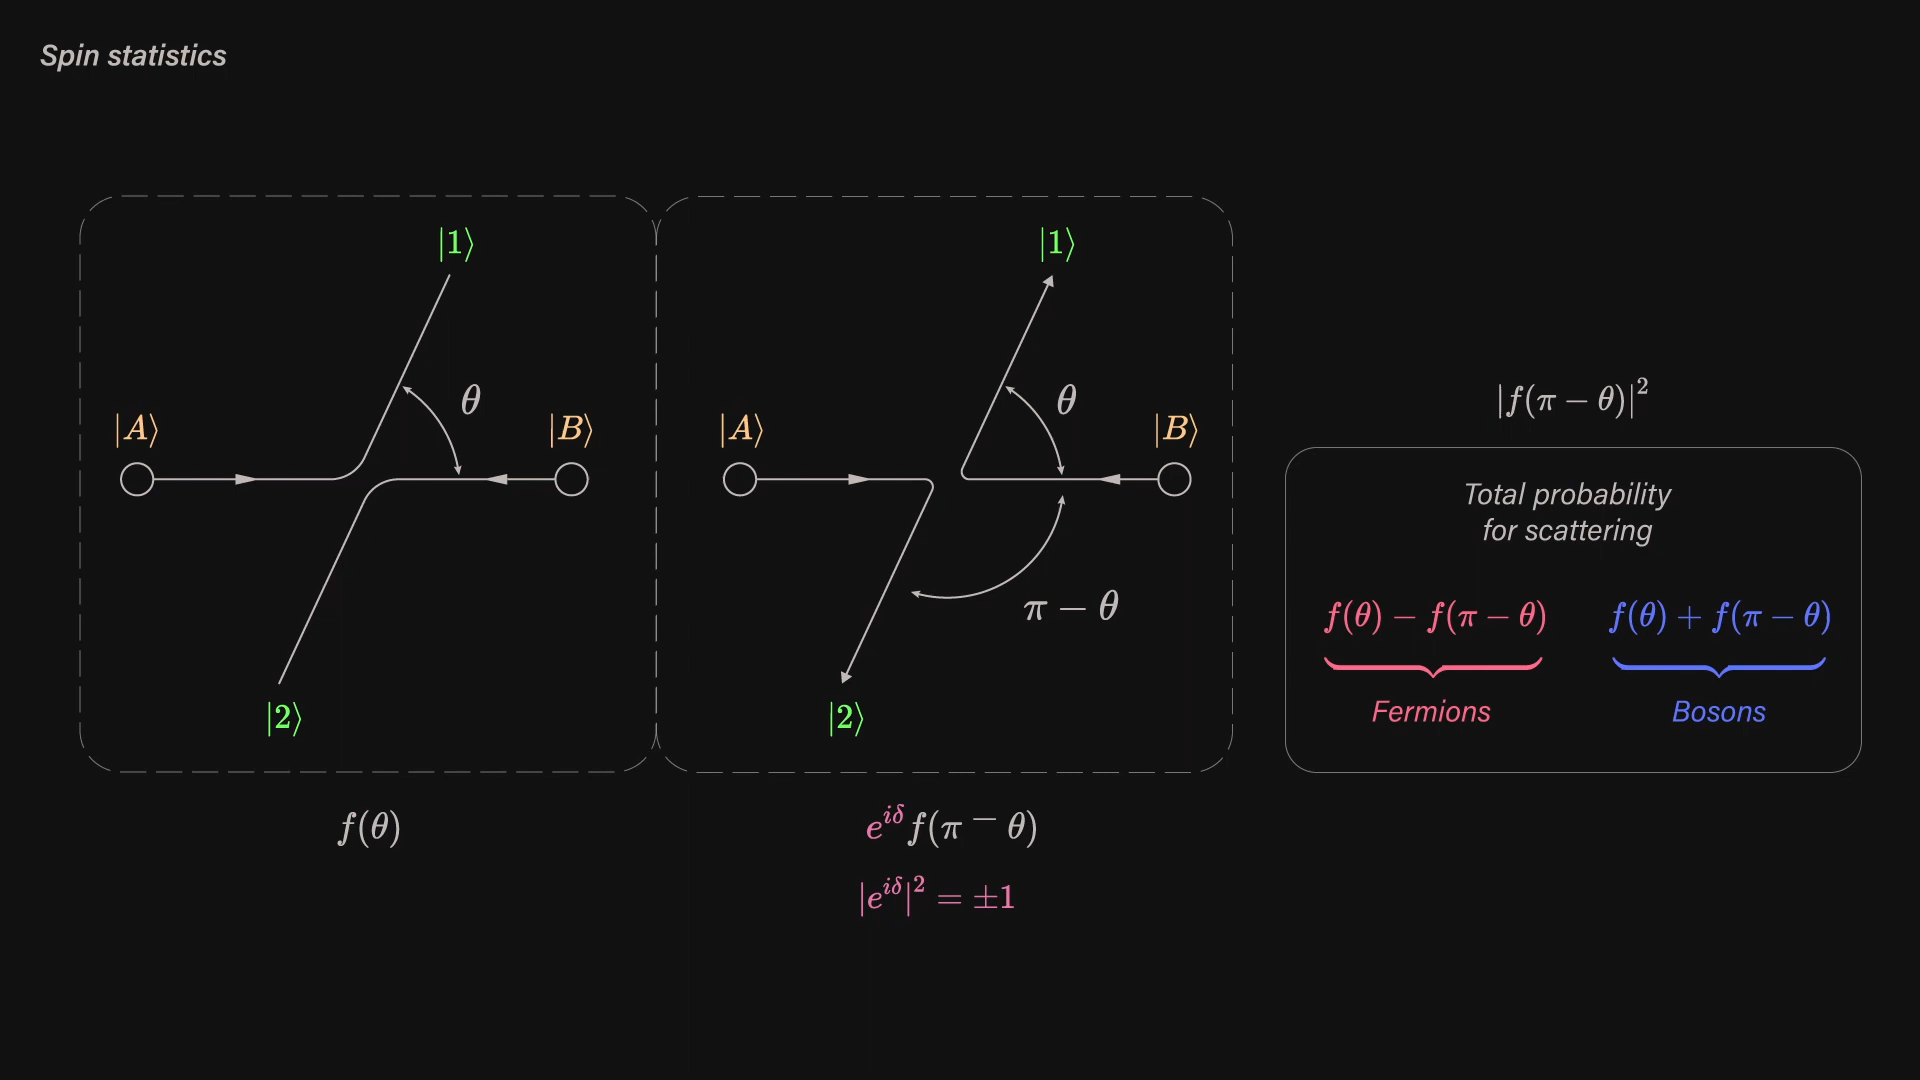 Spin statistics
|1⟩
θ
|A⟩
|B⟩
|2⟩
f(θ)
|1⟩
θ
|A⟩
|B⟩
π − θ
|2⟩
e^{iδ} f(π − θ)
|e^{iδ}|² = ±1
|f(π − θ)|²
Total probability
for scattering
f(θ) − f(π − θ)
Fermions
f(θ) + f(π − θ)
Bosons